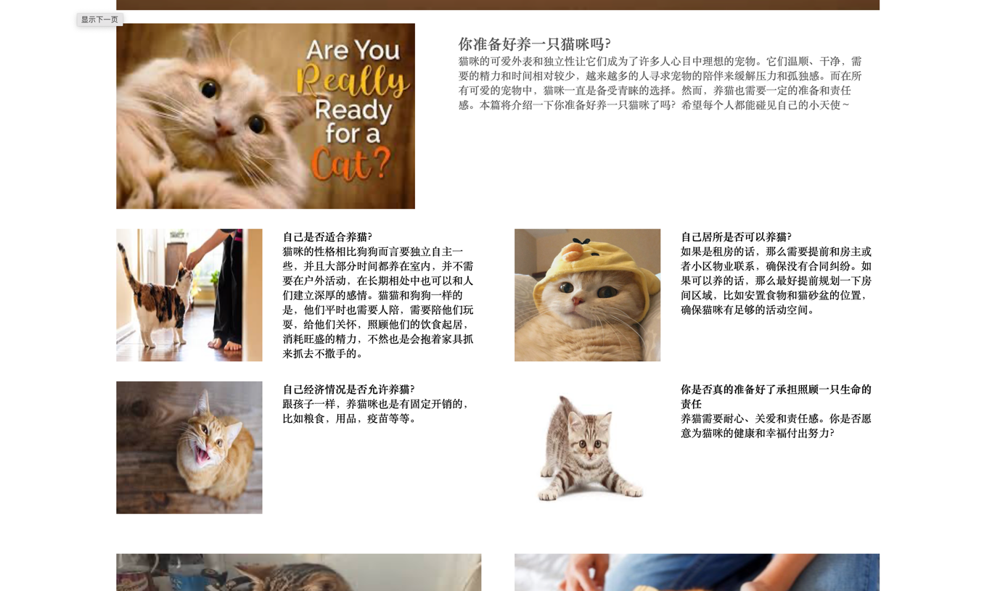 显示下一页
Are You
Really
Ready
for a
Cat?
你准备好养一只猫咪吗?
猫咪的可爱外表和独立性让它们成为了许多人心目中理想的宠物。它们温顺、干净，需
要的精力和时间相对较少，越来越多的人寻求宠物的陪伴来缓解压力和孤独感。而在所
有可爱的宠物中，猫咪一直是备受青睐的选择。然而，养猫也需要一定的准备和责任
感。本篇将介绍一下你准备好养一只猫咪了吗？希望每个人都能碰见自己的小天使~
自己是否适合养猫?
猫咪的性格相比狗狗而言要独立自主一
些，并且大部分时间都养在室内，并不需
要在户外活动，在长期相处中也可以和人
们建立深厚的感情。猫猫和狗狗一样的
是，他们平时也需要人陪，需要陪他们玩
耍，给他们关怀，照顾他们的饮食起居，
消耗旺盛的精力，不然也是会抱着家具抓
来抓去不撒手的。
自己居所是否可以养猫?
如果是租房的话，那么需要提前和房主或
者小区物业联系，确保没有合同纠纷。如
果可以养的话，那么最好提前规划一下房
间区域，比如安置食物和猫砂盆的位置，
确保猫咪有足够的活动空间。
自己经济情况是否允许养猫?
跟孩子一样，养猫咪也是有固定开销的，
比如粮食，用品，疫苗等等。
你是否真的准备好了承担照顾一只生命的
责任
养猫需要耐心、关爱和责任感。你是否愿
意为猫咪的健康和幸福付出努力?